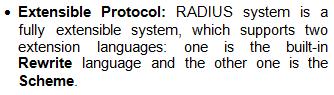 • Extensible Protocol: RADIUS system is a
fully extensible system, which supports two
extension languages: one is the built-in
Rewrite language and the other one is the
Scheme.